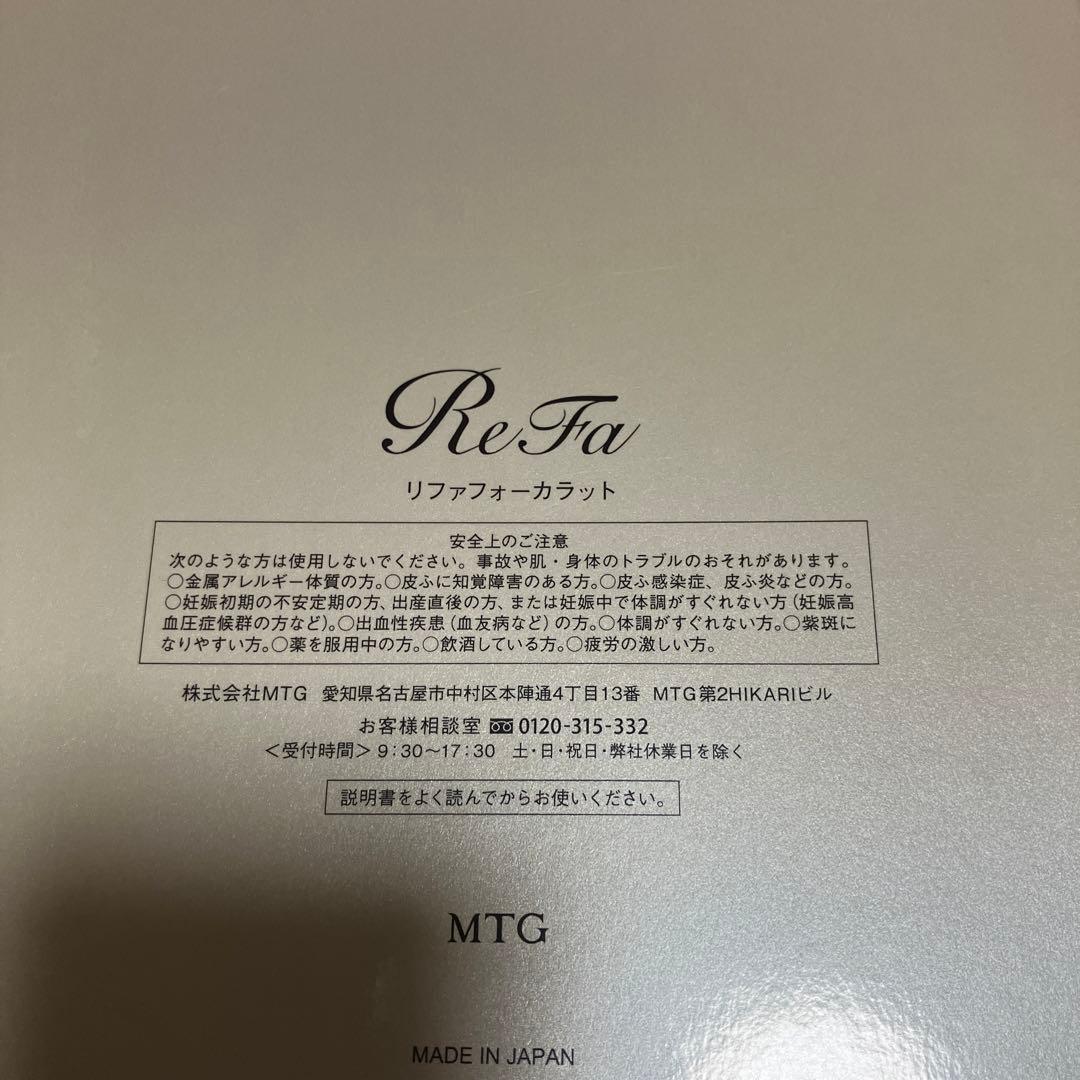 ReFa
リファフォーカラット
安全上のご注意
次のような方は使用しないでください。事故や肌・身体のトラブルのおそれがあります。
○金属アレルギー体質の方。○皮ふに知覚障害のある方。○皮ふ感染症、皮ふ炎などの方。
○妊娠初期の不安定期の方、出産直後の方、または妊娠中で体調がすぐれない方（妊娠高
血圧症候群の方など）。○出血性疾患（血友病など）の方。○体調がすぐれない方。○紫斑に
なりやすい方。○薬を服用中の方。○飲酒している方。○疲労の激しい方。
株式会社MTG 愛知県名古屋市中村区本陣通4丁目13番 MTG第2HIKARIビル
お客様相談室 0120-315-332
＜受付時間＞9:30～17:30 土・日・祝日・弊社休業日を除く
説明書をよく読んでからお使いください。
MTG
MADE IN JAPAN